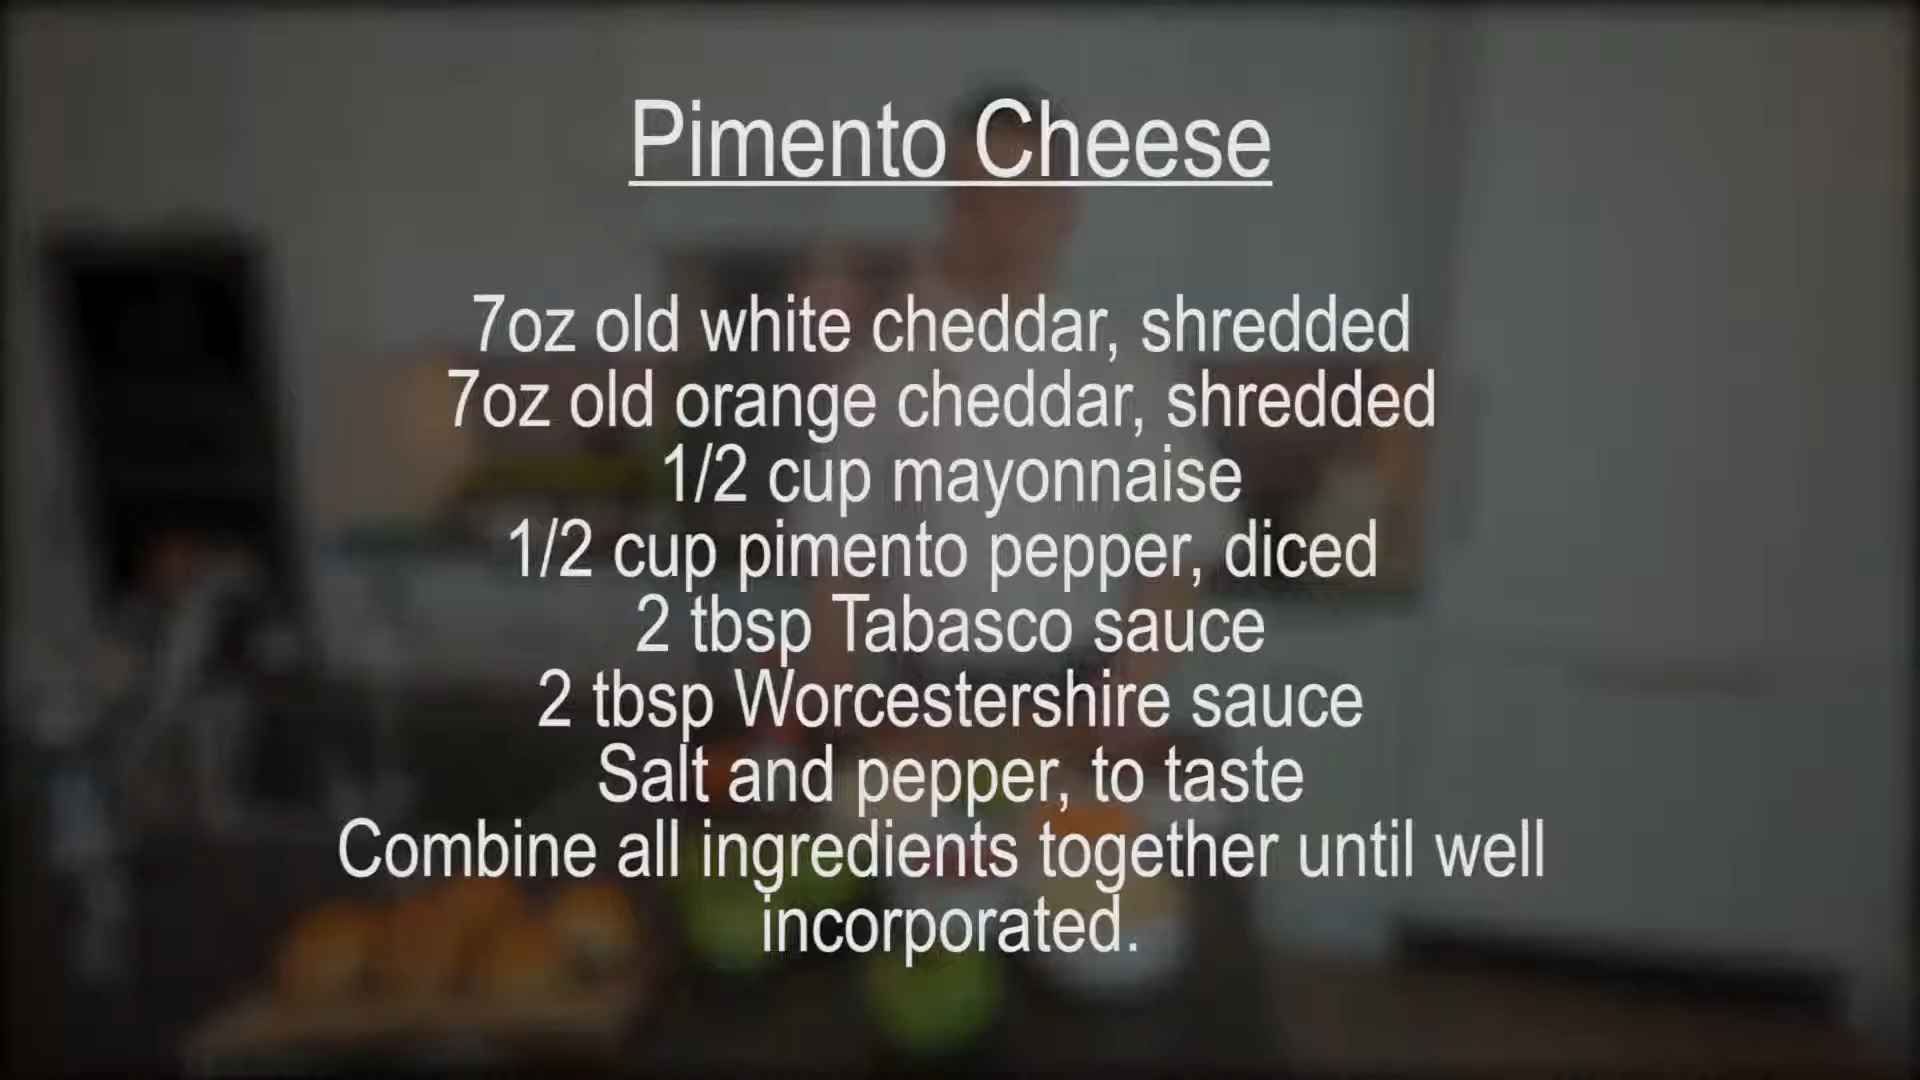 Pimento Cheese
7oz old white cheddar, shredded
7oz old orange cheddar, shredded
1/2 cup mayonnaise
1/2 cup pimento pepper, diced
2 tbsp Tabasco sauce
2 tbsp Worcestershire sauce
Salt and pepper, to taste
Combine all ingredients together until well
incorporated.